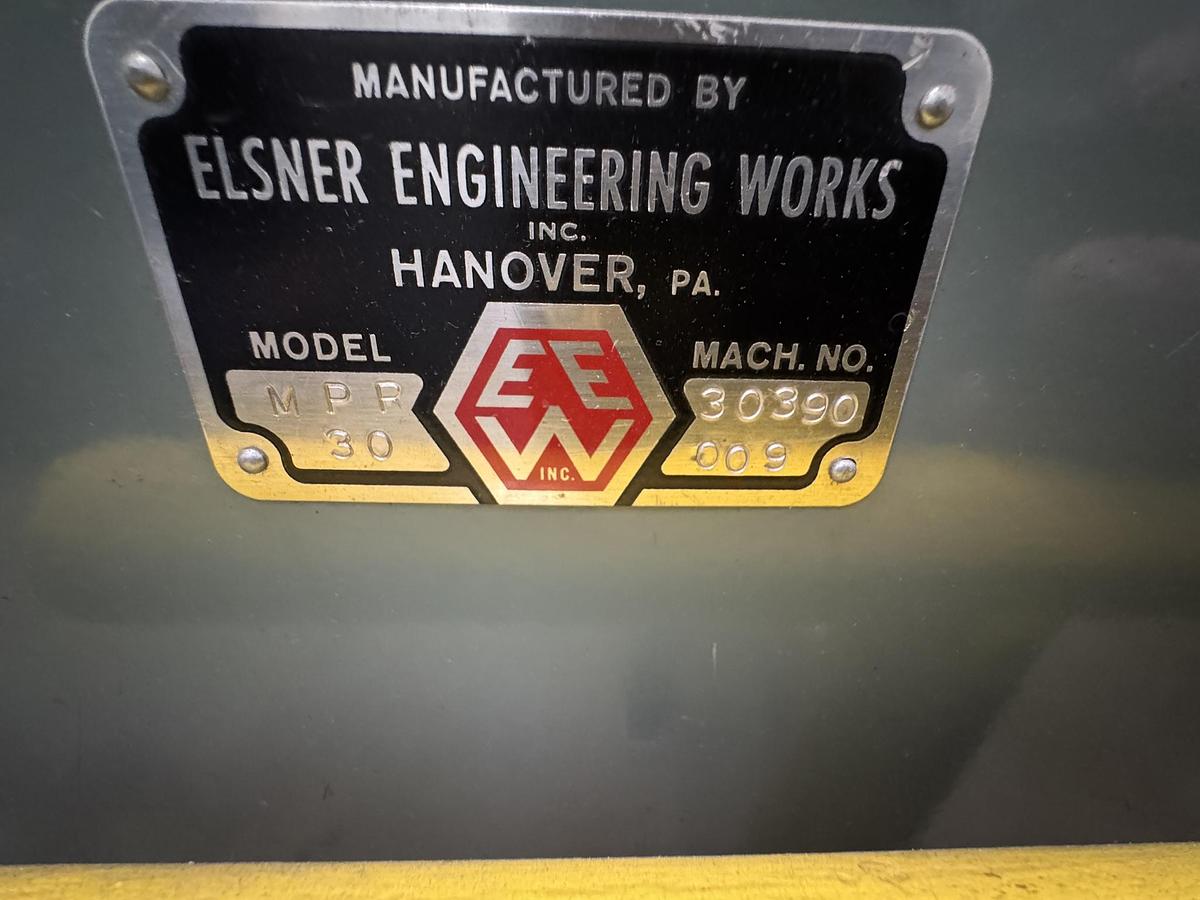 MANUFACTURED BY
ELSNER ENGINEERING WORKS
INC.
HANOVER, PA.
MODEL
MPR
30
EEW
INC.
MACH. NO.
30390
009